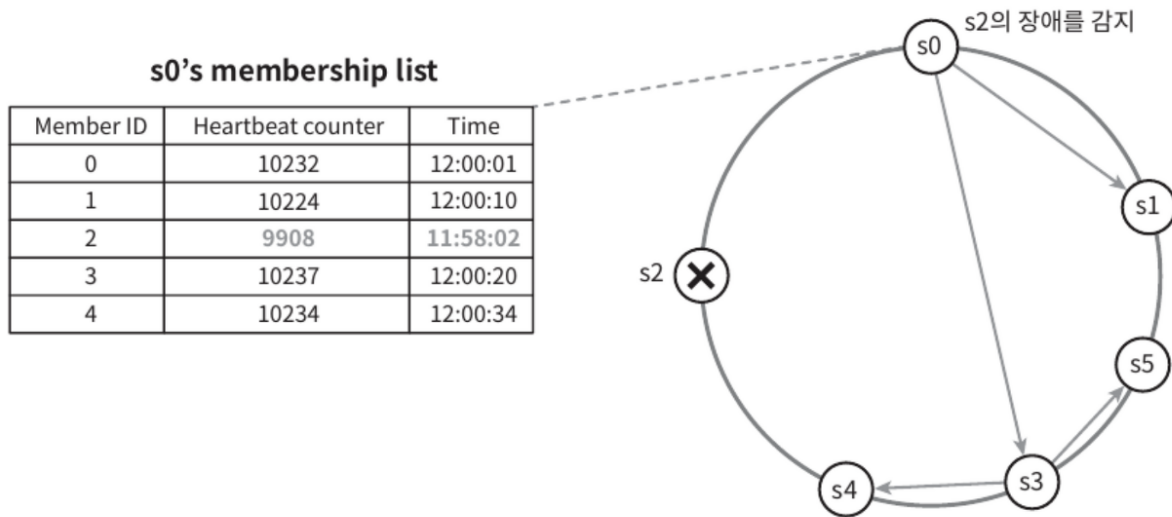 s0’s membership list
Member ID Heartbeat counter Time
0 10232 12:00:01
1 10224 12:00:10
2 9908 11:58:02
3 10237 12:00:20
4 10234 12:00:34
s2의 장애를 감지
s0
s1
s2
s5
s3
s4